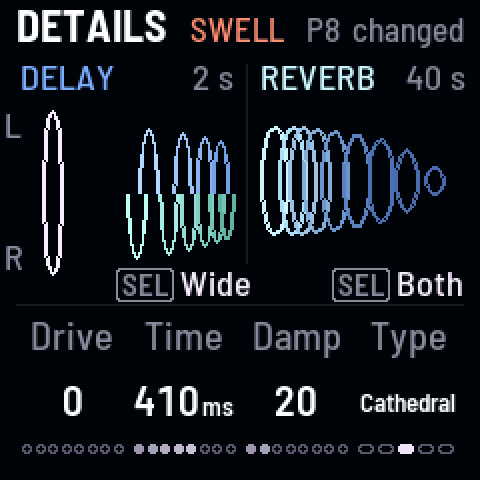 DETAILS SWELL P8 changed
DELAY 2 s REVERB 40 s
L
R
SEL Wide SEL Both
Drive Time Damp Type
0 410ms 20 Cathedral